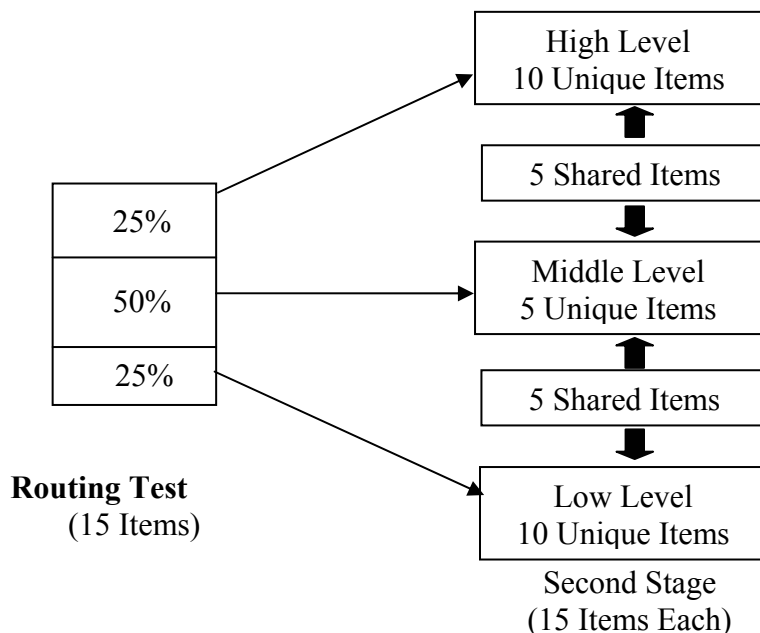 High Level
10 Unique Items
5 Shared Items
25%
50%
25%
Middle Level
5 Unique Items
5 Shared Items
Routing Test
(15 Items)
Low Level
10 Unique Items
Second Stage
(15 Items Each)